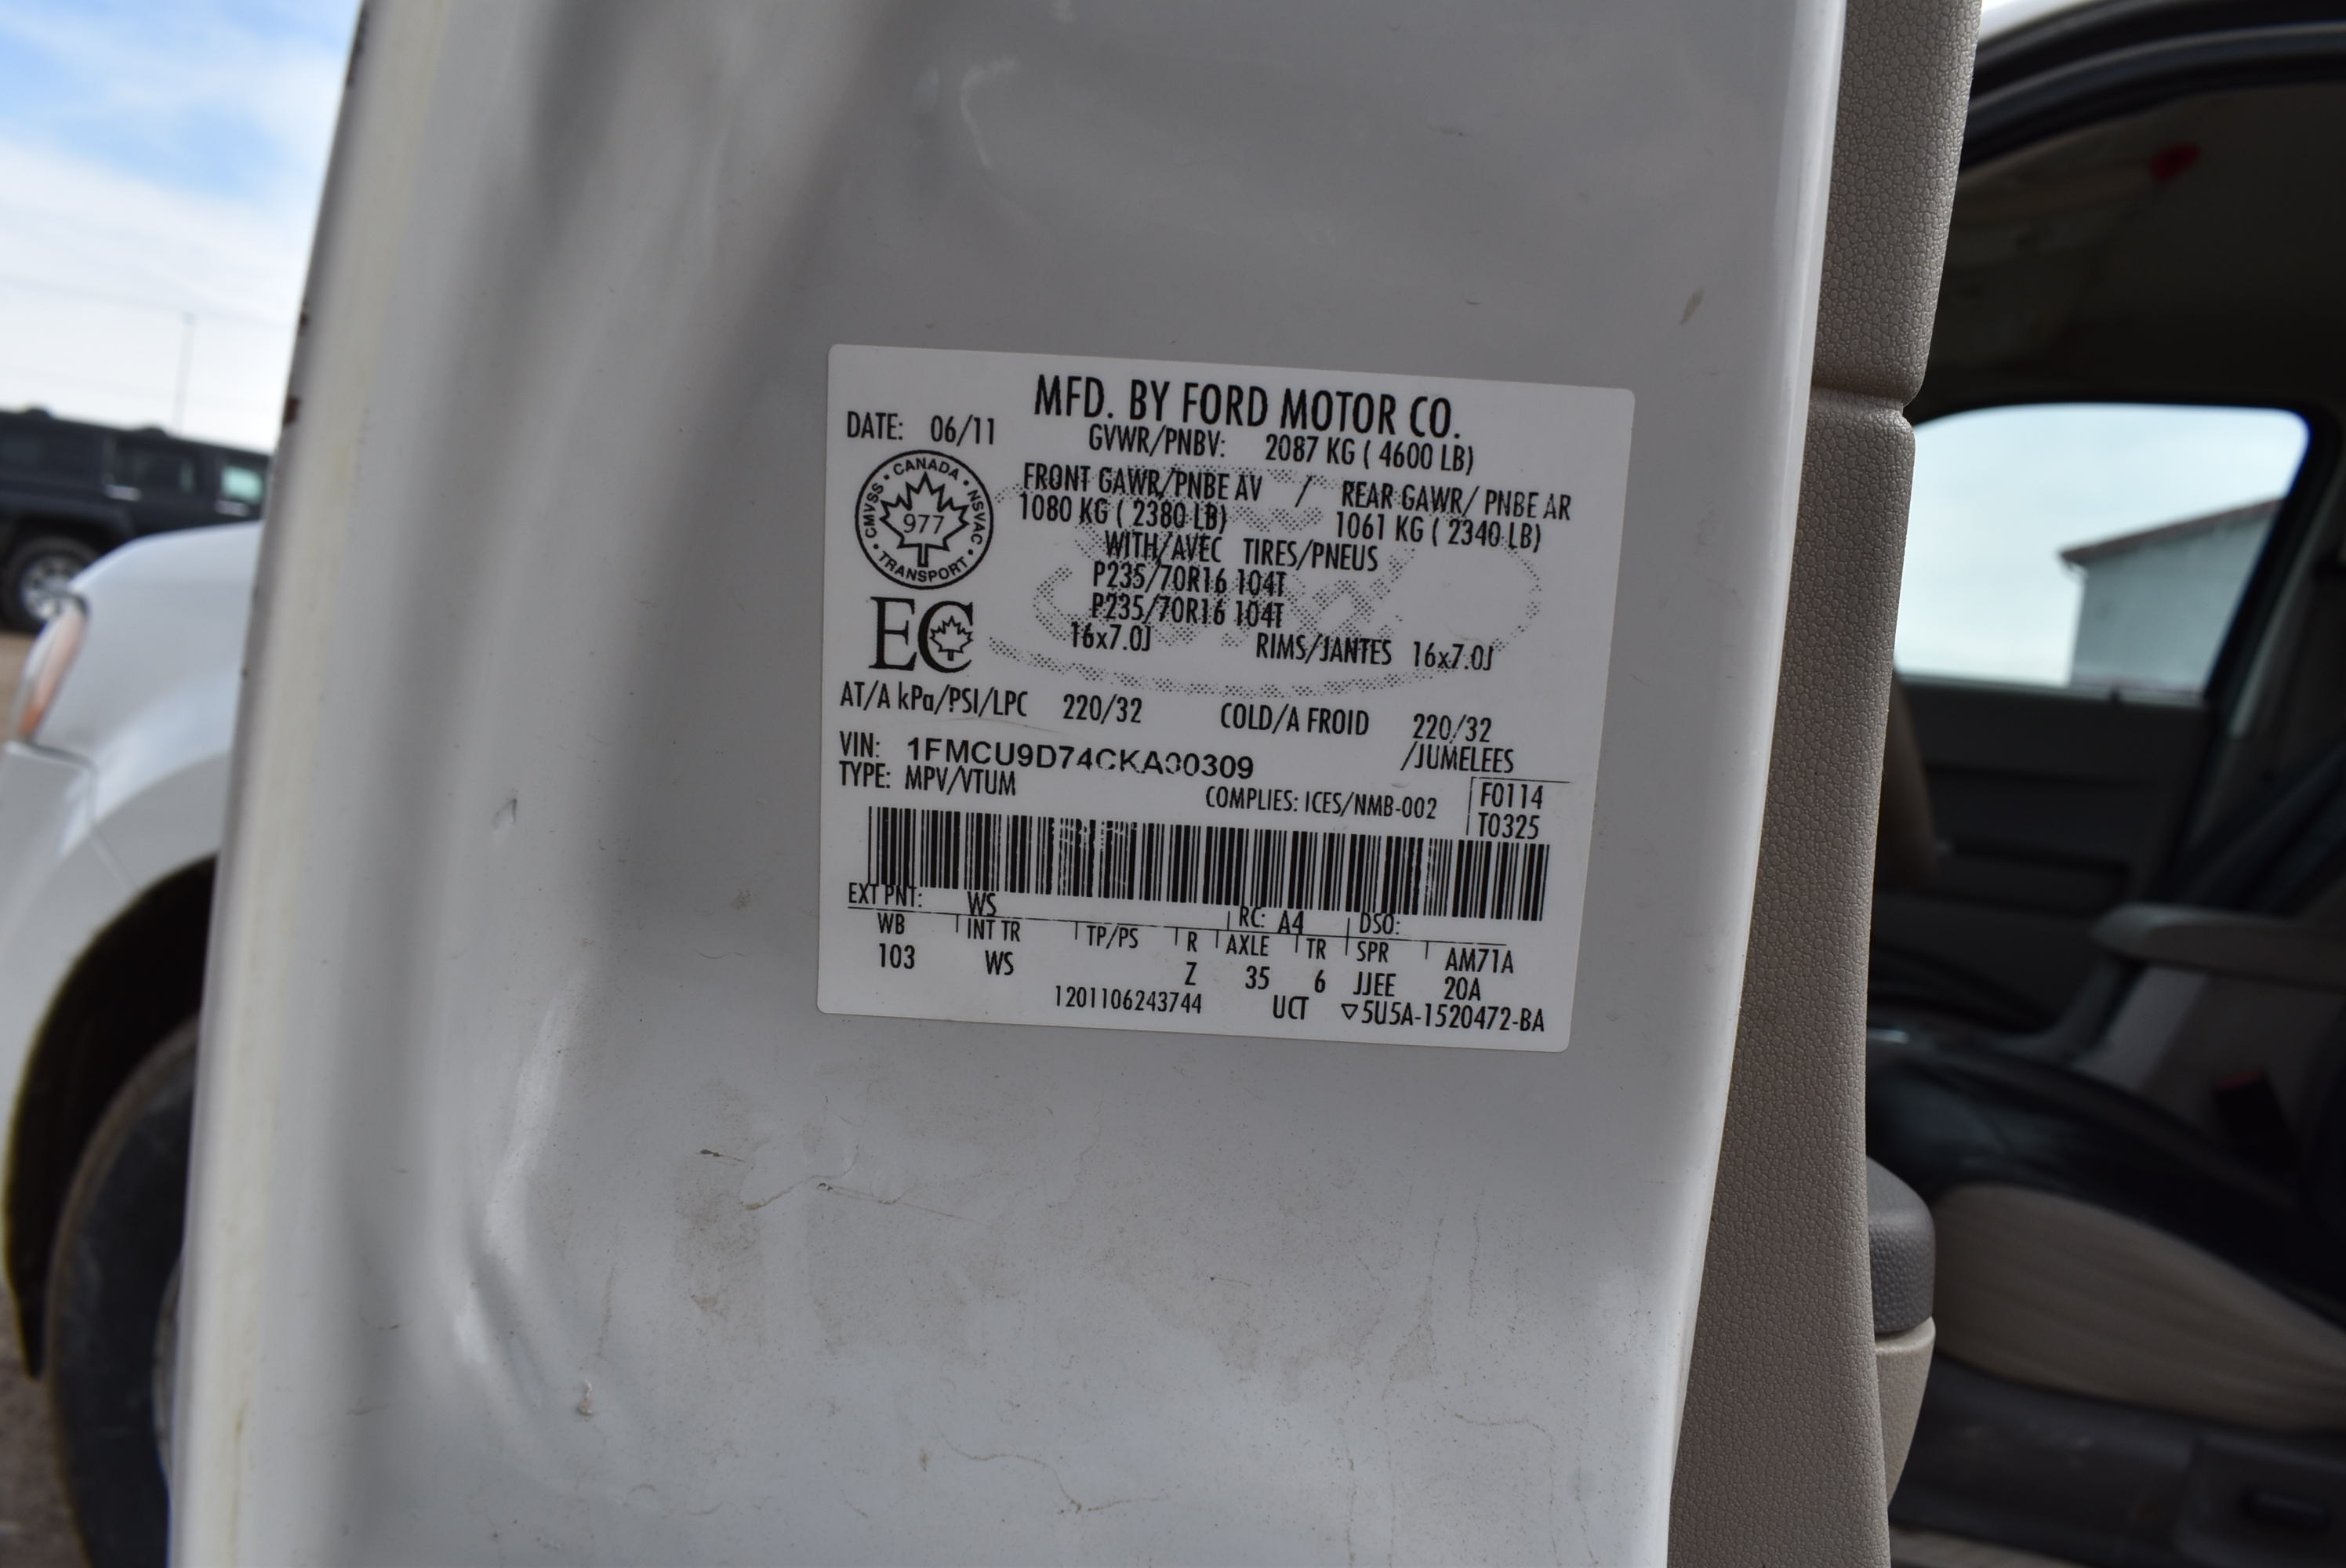 MFD. BY FORD MOTOR CO.
DATE: 06/11 GVWR/PNBV: 2087 KG ( 4600 LB)
FRONT GAWR/PNBE AV / REAR GAWR/ PNBE AR
1080 KG ( 2380 LB) 1061 KG ( 2340 LB)
WITH/AVEC TIRES/PNEUS
P235/70R16 104T
P235/70R16 104T
16x7.0J RIMS/JANTES 16x7.0J
CANADA • NSVAC • TRANSPORT • CMVSS •
977
EC
AT/A kPa/PSI/LPC 220/32 COLD/A FROID 220/32
VIN: 1FMCU9D74CKA00309 /JUMELEES
TYPE: MPV/VTUM
COMPLIES: ICES/NMB-002 F0114
T0325
EXT PNT: WS RC: A4 DSO:
WB INT TR TP/PS R AXLE TR SPR AM71A
103 WS Z 35 6 JJEE 20A
1201106243744 UCT ▽5U5A-1520472-BA